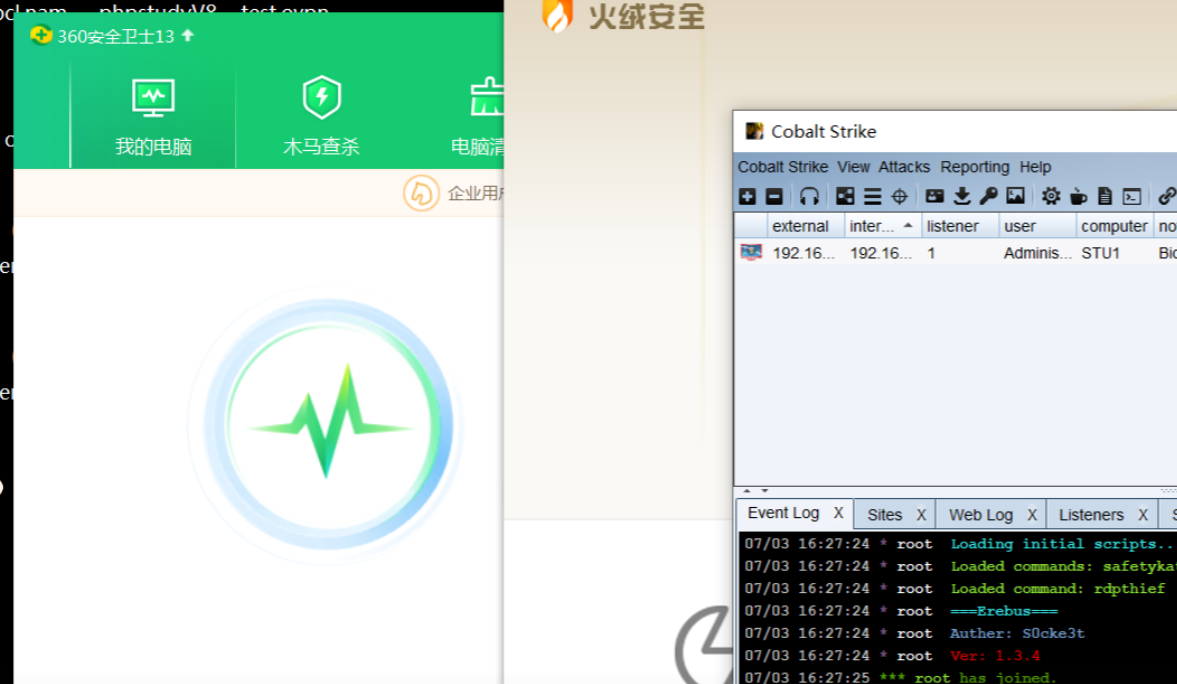 phpstudyV8 test.ovpn
360安全卫士13
我的电脑
木马查杀
电脑清
企业用户
火绒安全
Cobalt Strike
Cobalt Strike View Attacks Reporting Help
external inter... listener user computer no
192.16... 192.16... 1 Adminis... STU1
Event Log X Sites X Web Log X Listeners X S
07/03 16:27:24 * root Loading initial scripts..
07/03 16:27:24 * root Loaded commands: safetyka
07/03 16:27:24 * root Loaded command: rdpthief
07/03 16:27:24 * root ===Erebus===
07/03 16:27:24 * root Auther: S0cke3t
07/03 16:27:24 * root Ver: 1.3.4
07/03 16:27:25 *** root has joined.